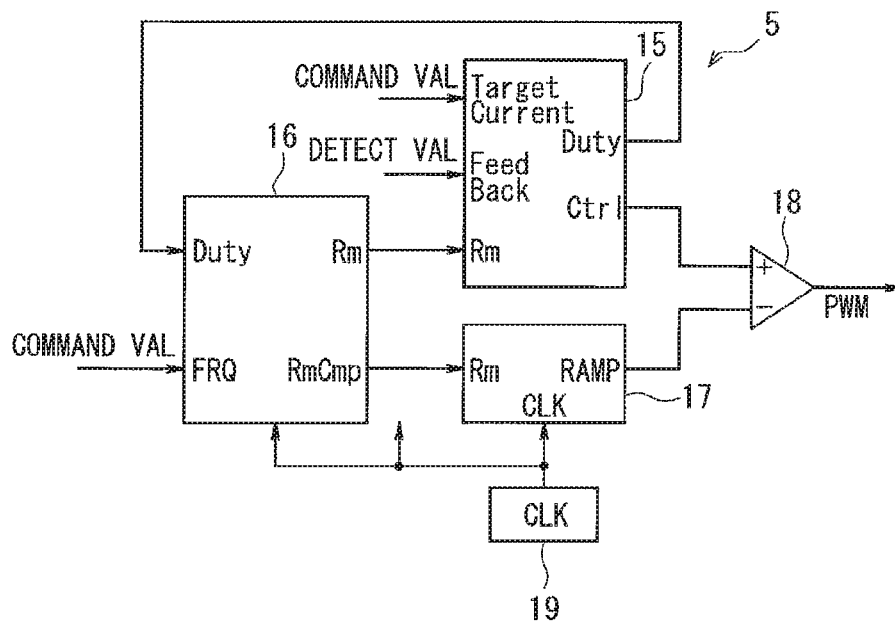 5
15
COMMAND VAL
Target
Current
Duty
16
DETECT VAL
Feed
Back
Ctrl
18
Duty
Rm
Rm
+
−
PWM
COMMAND VAL
FRQ
RmCmp
Rm
RAMP
CLK
17
CLK
19